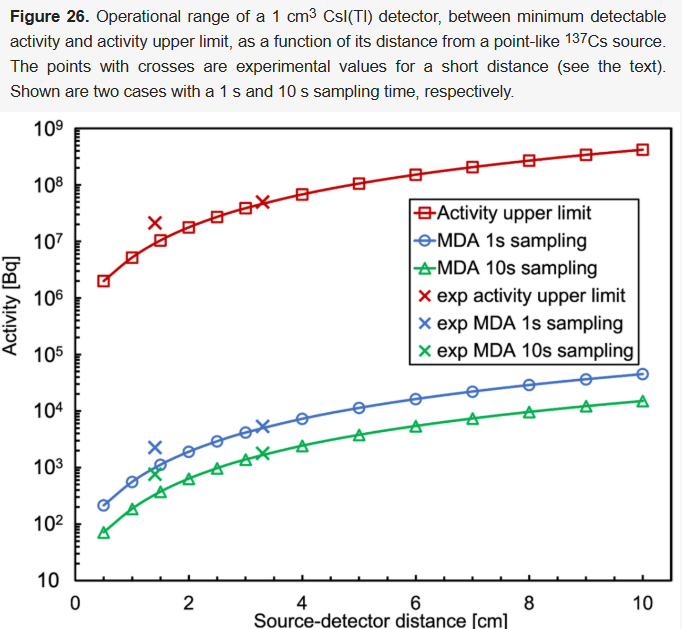 Figure 26. Operational range of a 1 cm³ CsI(Tl) detector, between minimum detectable
activity and activity upper limit, as a function of its distance from a point-like ¹³⁷Cs source.
The points with crosses are experimental values for a short distance (see the text).
Shown are two cases with a 1 s and 10 s sampling time, respectively.
10⁹
10⁸
10⁷
10⁶
10⁵
10⁴
10³
10²
10
Activity [Bq]
Activity upper limit
MDA 1s sampling
MDA 10s sampling
exp activity upper limit
exp MDA 1s sampling
exp MDA 10s sampling
0 2 4 6 8 10
Source-detector distance [cm]